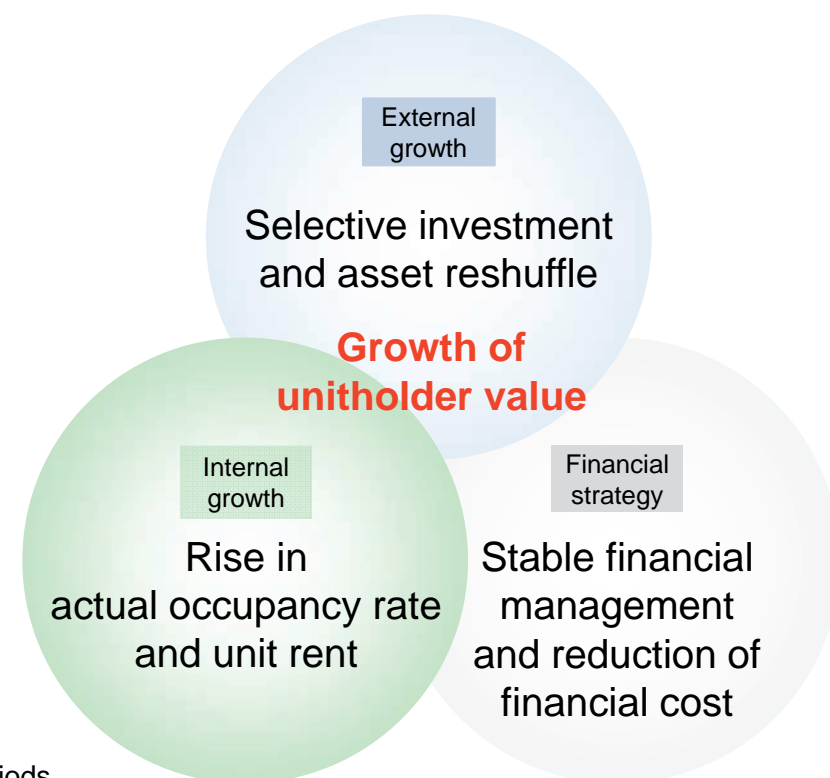 External
growth
Selective investment
and asset reshuffle
Growth of
unitholder value
Internal
growth
Rise in
actual occupancy rate
and unit rent
Financial
strategy
Stable financial
management
and reduction of
financial cost